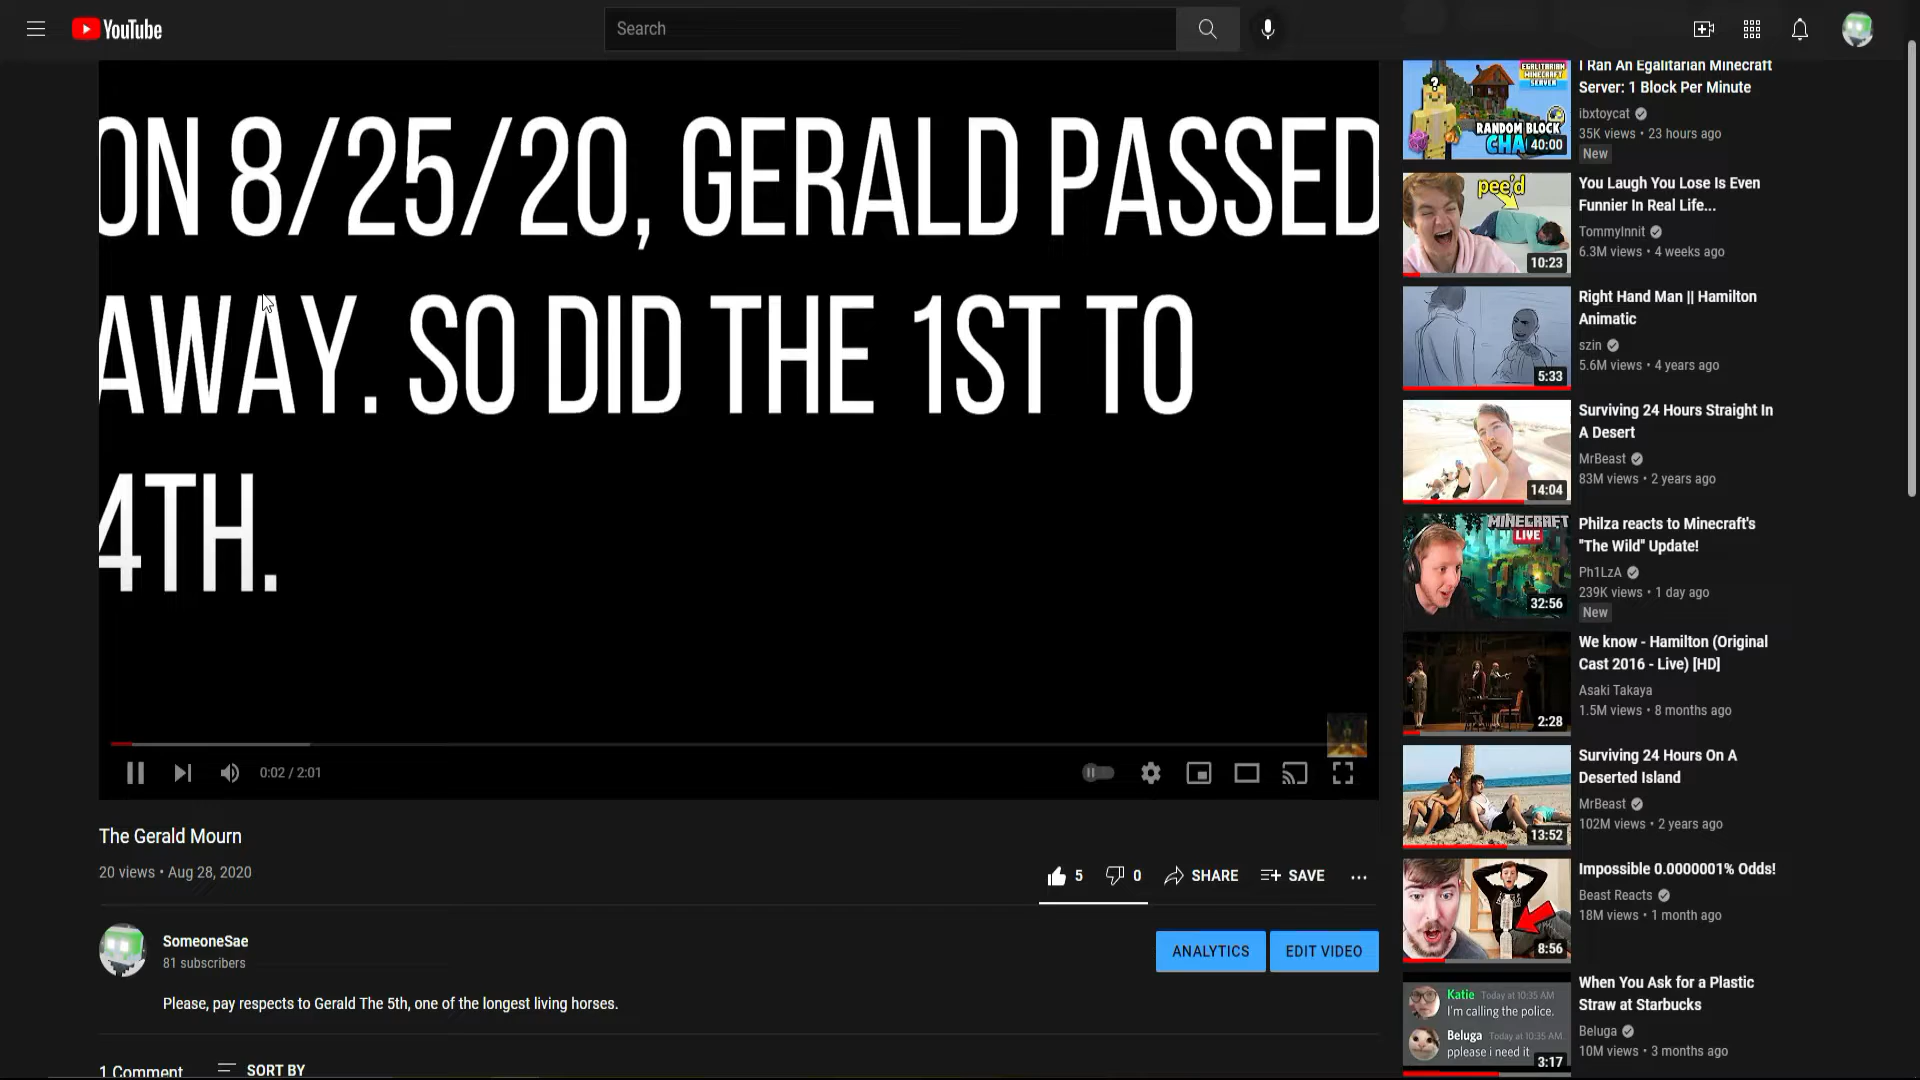 YouTube
Search
ON 8/25/20, GERALD PASSED
AWAY. SO DID THE 1ST TO
4TH.
0:02 / 2:01
The Gerald Mourn
20 views • Aug 28, 2020
5
0
SHARE
SAVE
SomeoneSae
81 subscribers
ANALYTICS
EDIT VIDEO
Please, pay respects to Gerald The 5th, one of the longest living horses.
1 Comment
SORT BY
EGALITARIAN
MINECRAFT
SERVER
?
RANDOM BLOCK
CHA
40:00
I Ran An Egalitarian Minecraft
Server: 1 Block Per Minute
ibxtoycat
35K views • 23 hours ago
New
pee'd
10:23
You Laugh You Lose Is Even
Funnier In Real Life...
TommyInnit
6.3M views • 4 weeks ago
5:33
Right Hand Man || Hamilton
Animatic
szin
5.6M views • 4 years ago
14:04
Surviving 24 Hours Straight In
A Desert
MrBeast
83M views • 2 years ago
MINECRAFT
LIVE
32:56
Philza reacts to Minecraft's
"The Wild" Update!
Ph1LzA
239K views • 1 day ago
New
2:28
We know - Hamilton (Original
Cast 2016 - Live) [HD]
Asaki Takaya
1.5M views • 8 months ago
13:52
Surviving 24 Hours On A
Deserted Island
MrBeast
102M views • 2 years ago
8:56
Impossible 0.0000001% Odds!
Beast Reacts
18M views • 1 month ago
Katie Today at 10:35 AM
I'm calling the police.
Beluga Today at 10:35 AM
pplease i need it
3:17
When You Ask for a Plastic
Straw at Starbucks
Beluga
10M views • 3 months ago